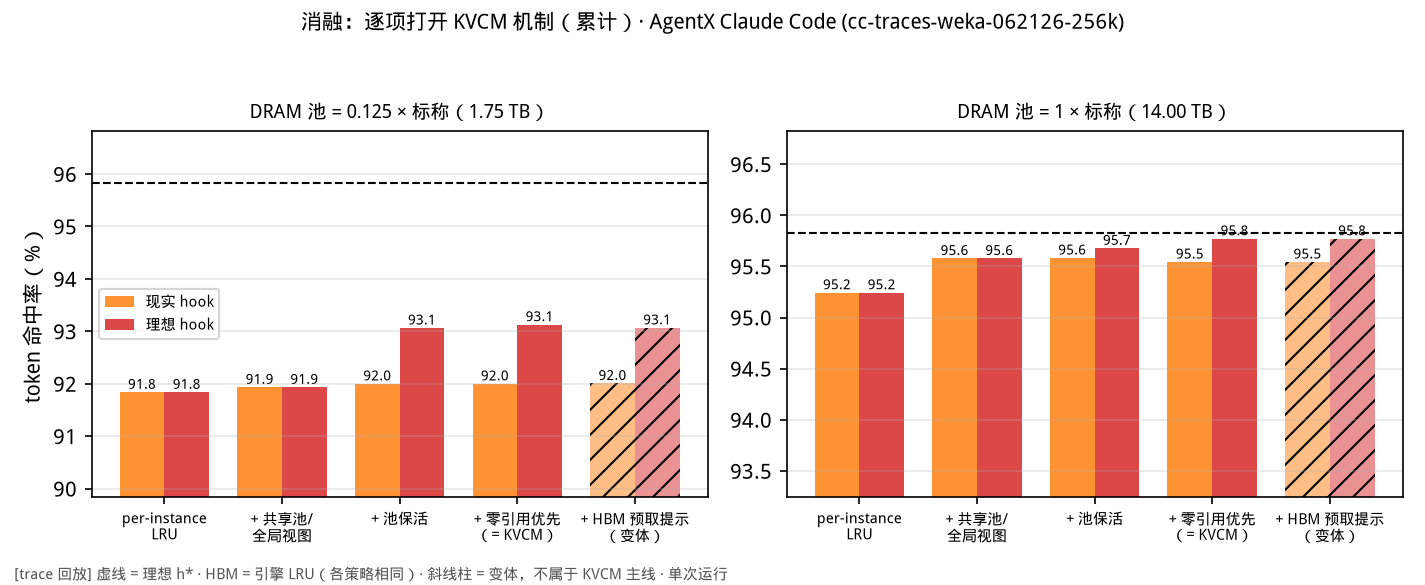 消融：逐项打开 KVCM 机制（累计）· AgentX Claude Code (cc-traces-weka-062126-256k)
DRAM 池 = 0.125 × 标称（1.75 TB）
token 命中率（%）
96
95
94
93
92
91
90
现实 hook
理想 hook
91.8
91.8
91.9
91.9
92.0
93.1
92.0
93.1
92.0
93.1
per-instance
LRU
+ 共享池/
全局视图
+ 池保活
+ 零引用优先
（= KVCM）
+ HBM 预取提示
（变体）
DRAM 池 = 1 × 标称（14.00 TB）
96.5
96.0
95.5
95.0
94.5
94.0
93.5
95.2
95.2
95.6
95.6
95.6
95.7
95.5
95.8
95.5
95.8
per-instance
LRU
+ 共享池/
全局视图
+ 池保活
+ 零引用优先
（= KVCM）
+ HBM 预取提示
（变体）
[trace 回放] 虚线 = 理想 h* · HBM = 引擎 LRU（各策略相同）· 斜线柱 = 变体，不属于 KVCM 主线 · 单次运行